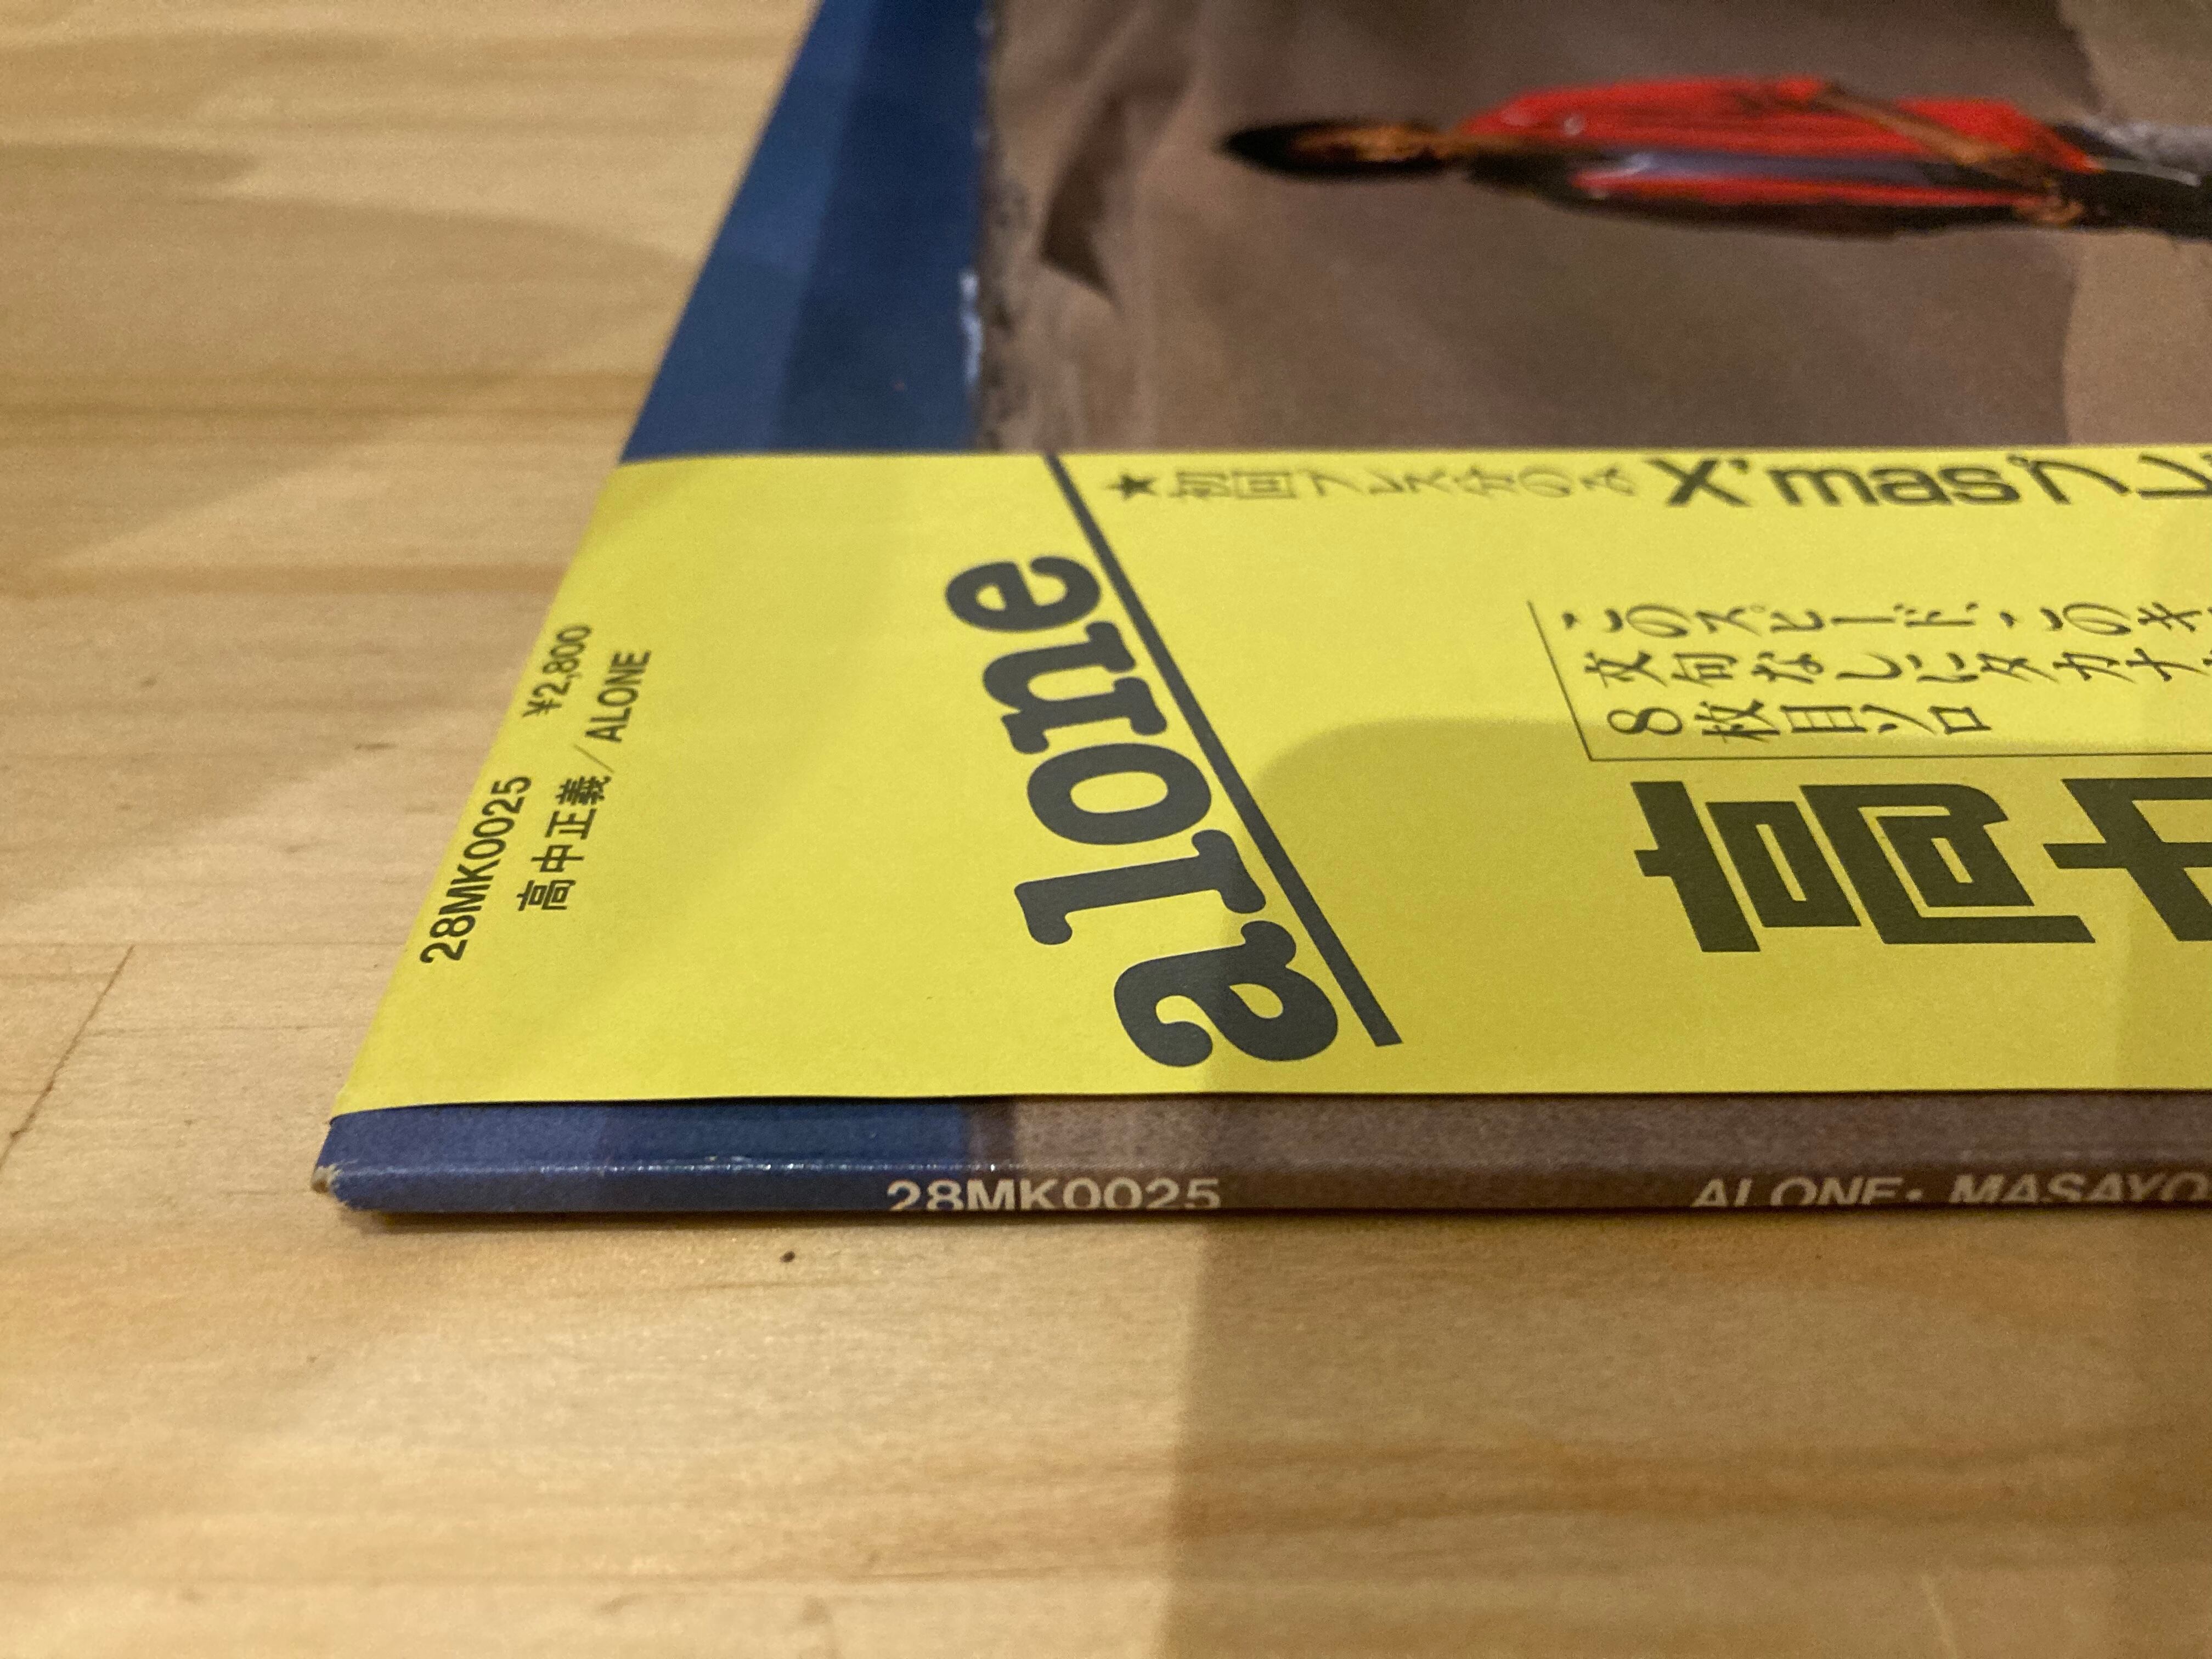 28MK0025 ¥2,800
高中正義/ALONE
alone
★初回プレス分のみ X'masプレ
このスピード、このキ
文句なしにタカナ
8枚目ソロ
高中
28MK0025 ALONE・MASAYO